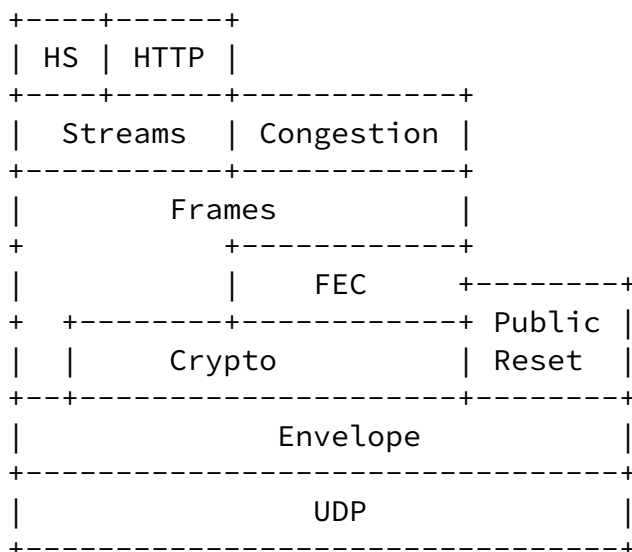 HS HTTP
Streams Congestion
Frames
FEC
Public
Crypto Reset
Envelope
UDP